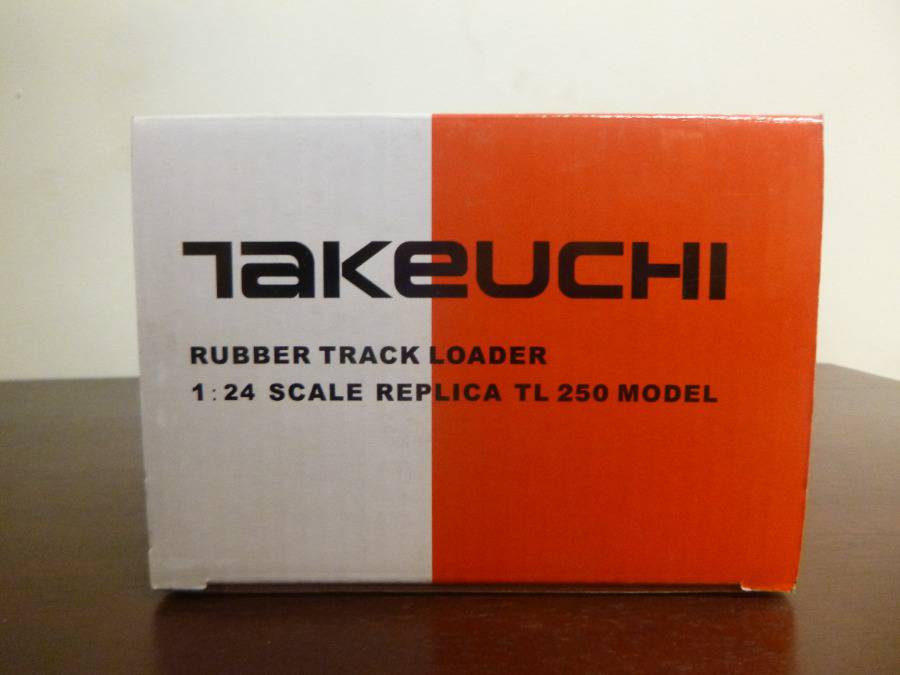 TAKEUCHI
RUBBER TRACK LOADER
1:24 SCALE REPLICA TL 250 MODEL